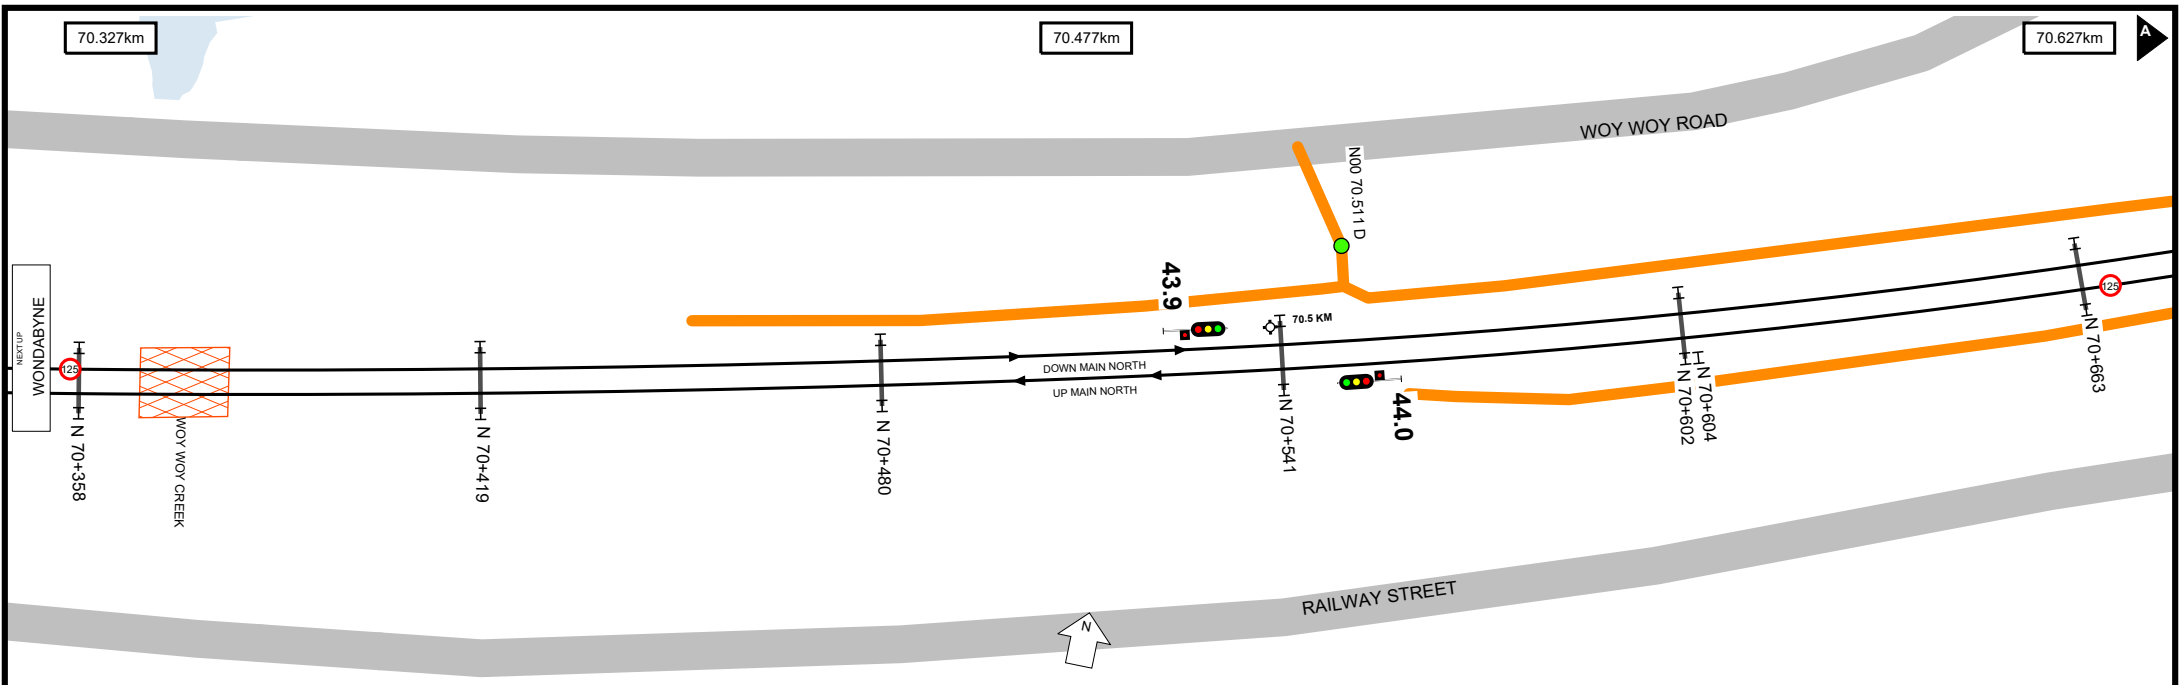 70.327km
70.477km
70.627km
A
WOY WOY ROAD
N00 70.511 D
43.9
70.5 KM
NEXT UP
WONDABYNE
125
125
DOWN MAIN NORTH
UP MAIN NORTH
44.0
N 70+358
WOY WOY CREEK
N 70+419
N 70+480
N 70+541
N 70+602
N 70+604
N 70+663
RAILWAY STREET
N